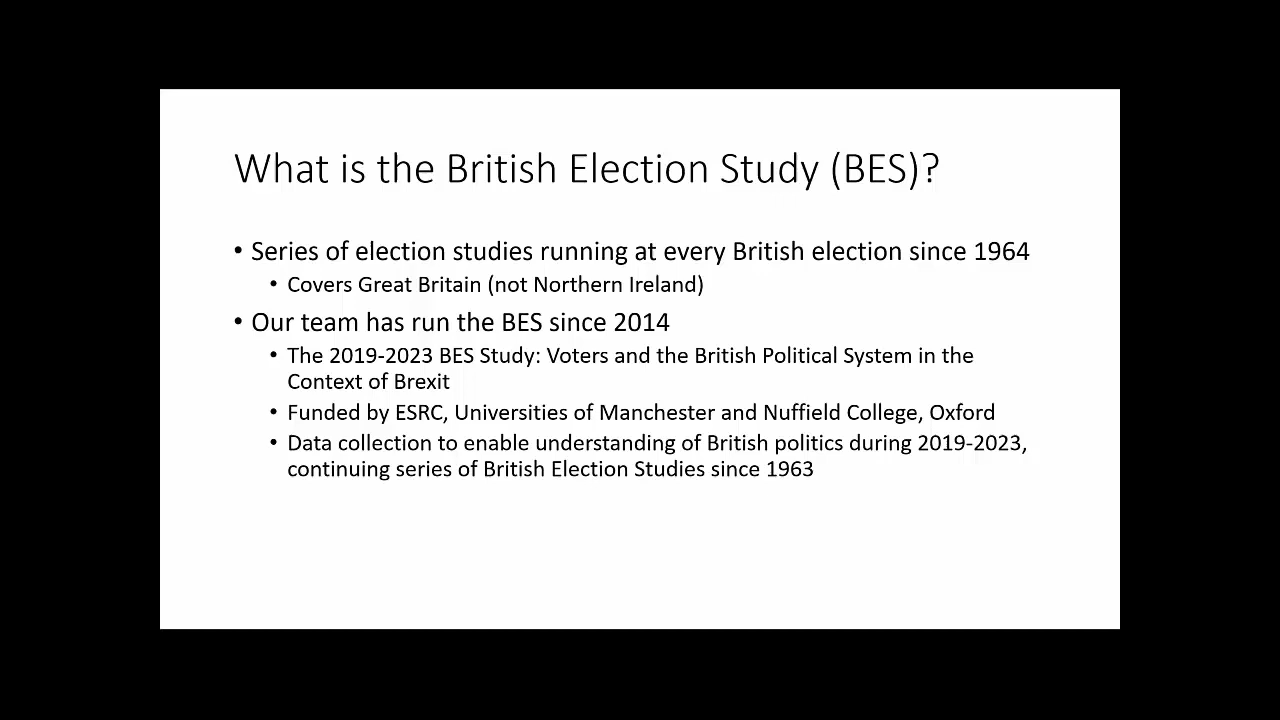 What is the British Election Study (BES)?
• Series of election studies running at every British election since 1964
• Covers Great Britain (not Northern Ireland)
• Our team has run the BES since 2014
• The 2019-2023 BES Study: Voters and the British Political System in the
Context of Brexit
• Funded by ESRC, Universities of Manchester and Nuffield College, Oxford
• Data collection to enable understanding of British politics during 2019-2023,
continuing series of British Election Studies since 1963